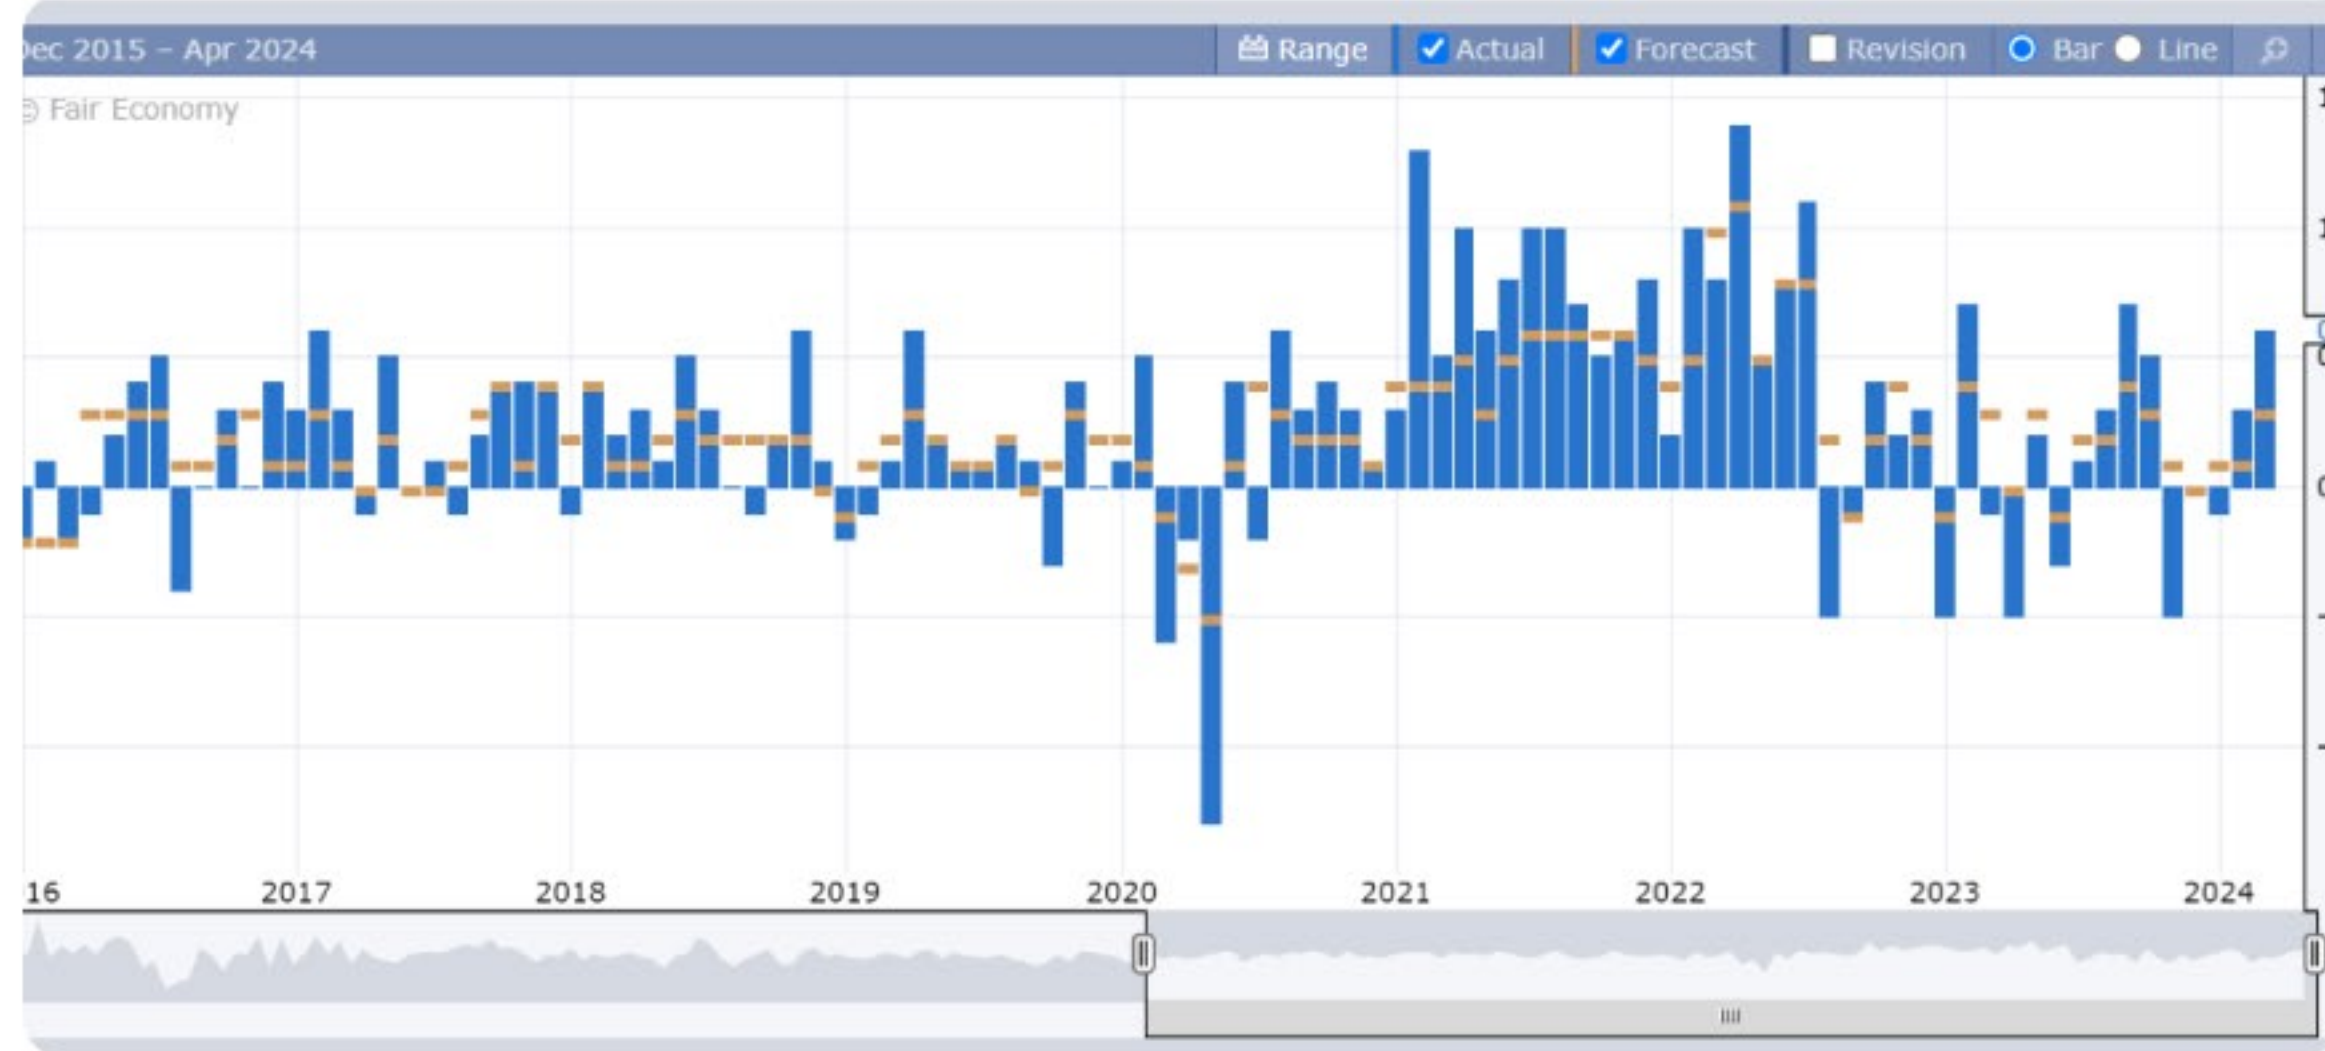 Dec 2015 – Apr 2024 Range Actual Forecast Revision Bar Line
© Fair Economy
16 2017 2018 2019 2020 2021 2022 2023 2024